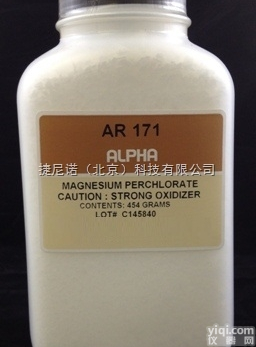 AR 171
ALPHA
捷尼诺（北京）科技有限公司
MAGNESIUM PERCHLORATE
CAUTION : STRONG OXIDIZER
CONTENTS: 454 GRAMS
LOT# C145840
yiqi.com
仪器网